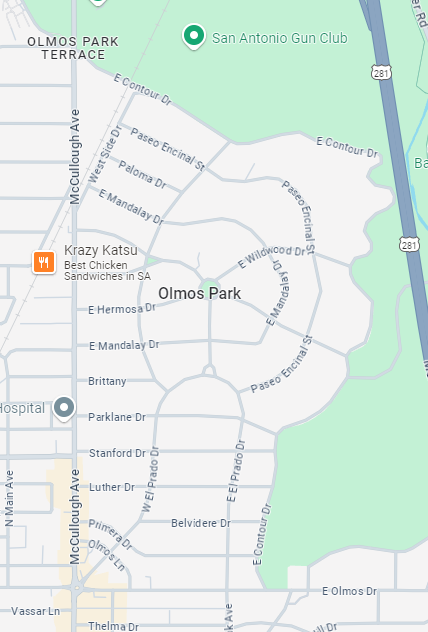 San Antonio Gun Club
OLMOS PARK
TERRACE
281
E Contour Dr
McCullough Ave
West Side Dr
Paseo Encinal St
E Contour Dr
Paloma Dr
E Mandalay Dr
Paseo Encinal St
281
Krazy Katsu
Best Chicken
Sandwiches in SA
E Wildwood Dr
E Mandalay Dr
Olmos Park
E Hermosa Dr
E Mandalay Dr
Brittany
Paseo Encinal St
Hospital
Parklane Dr
Stanford Dr
W El Prado Dr
E El Prado Dr
Luther Dr
N Main Ave
McCullough Ave
Primera Dr
Belvidere Dr
E Contour Dr
Olmos Ln
E Olmos Dr
Vassar Ln
Thelma Dr